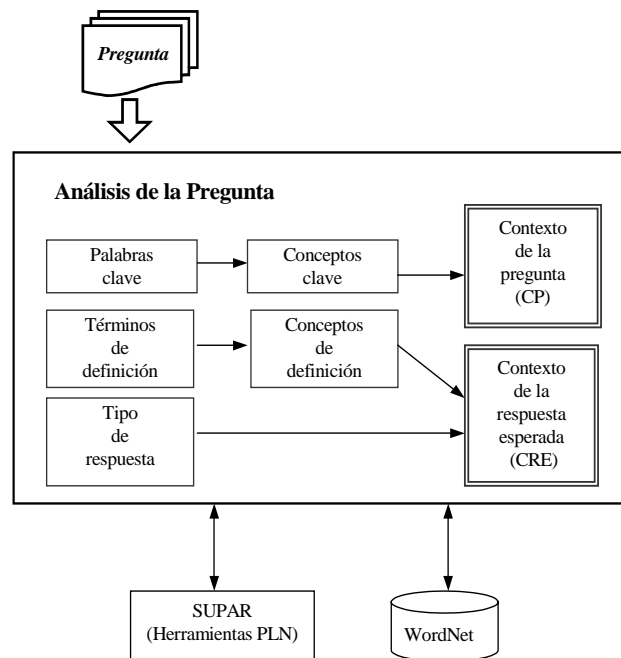 Pregunta
Análisis de la Pregunta
Palabras
clave
Conceptos
clave
Contexto
de la
pregunta
(CP)
Términos
de
definición
Conceptos
de
definición
Contexto
de la
respuesta
esperada
(CRE)
Tipo
de
respuesta
SUPAR
(Herramientas PLN)
WordNet